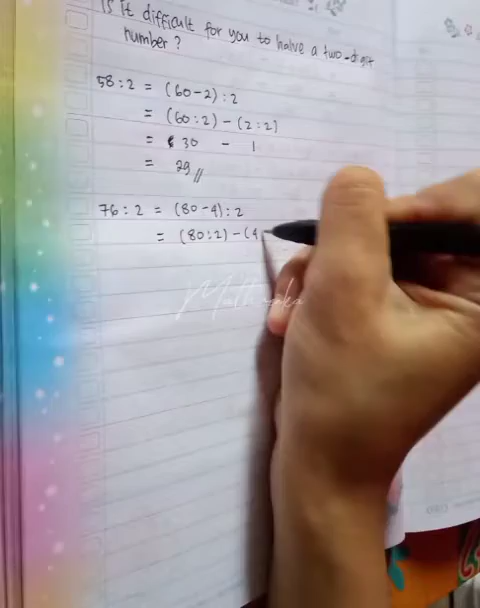 Is it difficult for you to halve a two-digit
number?
58:2 = (60-2):2
= (60:2) - (2:2)
= 30 - 1
= 29//
76:2 = (80-4):2
= (80:2) - (4